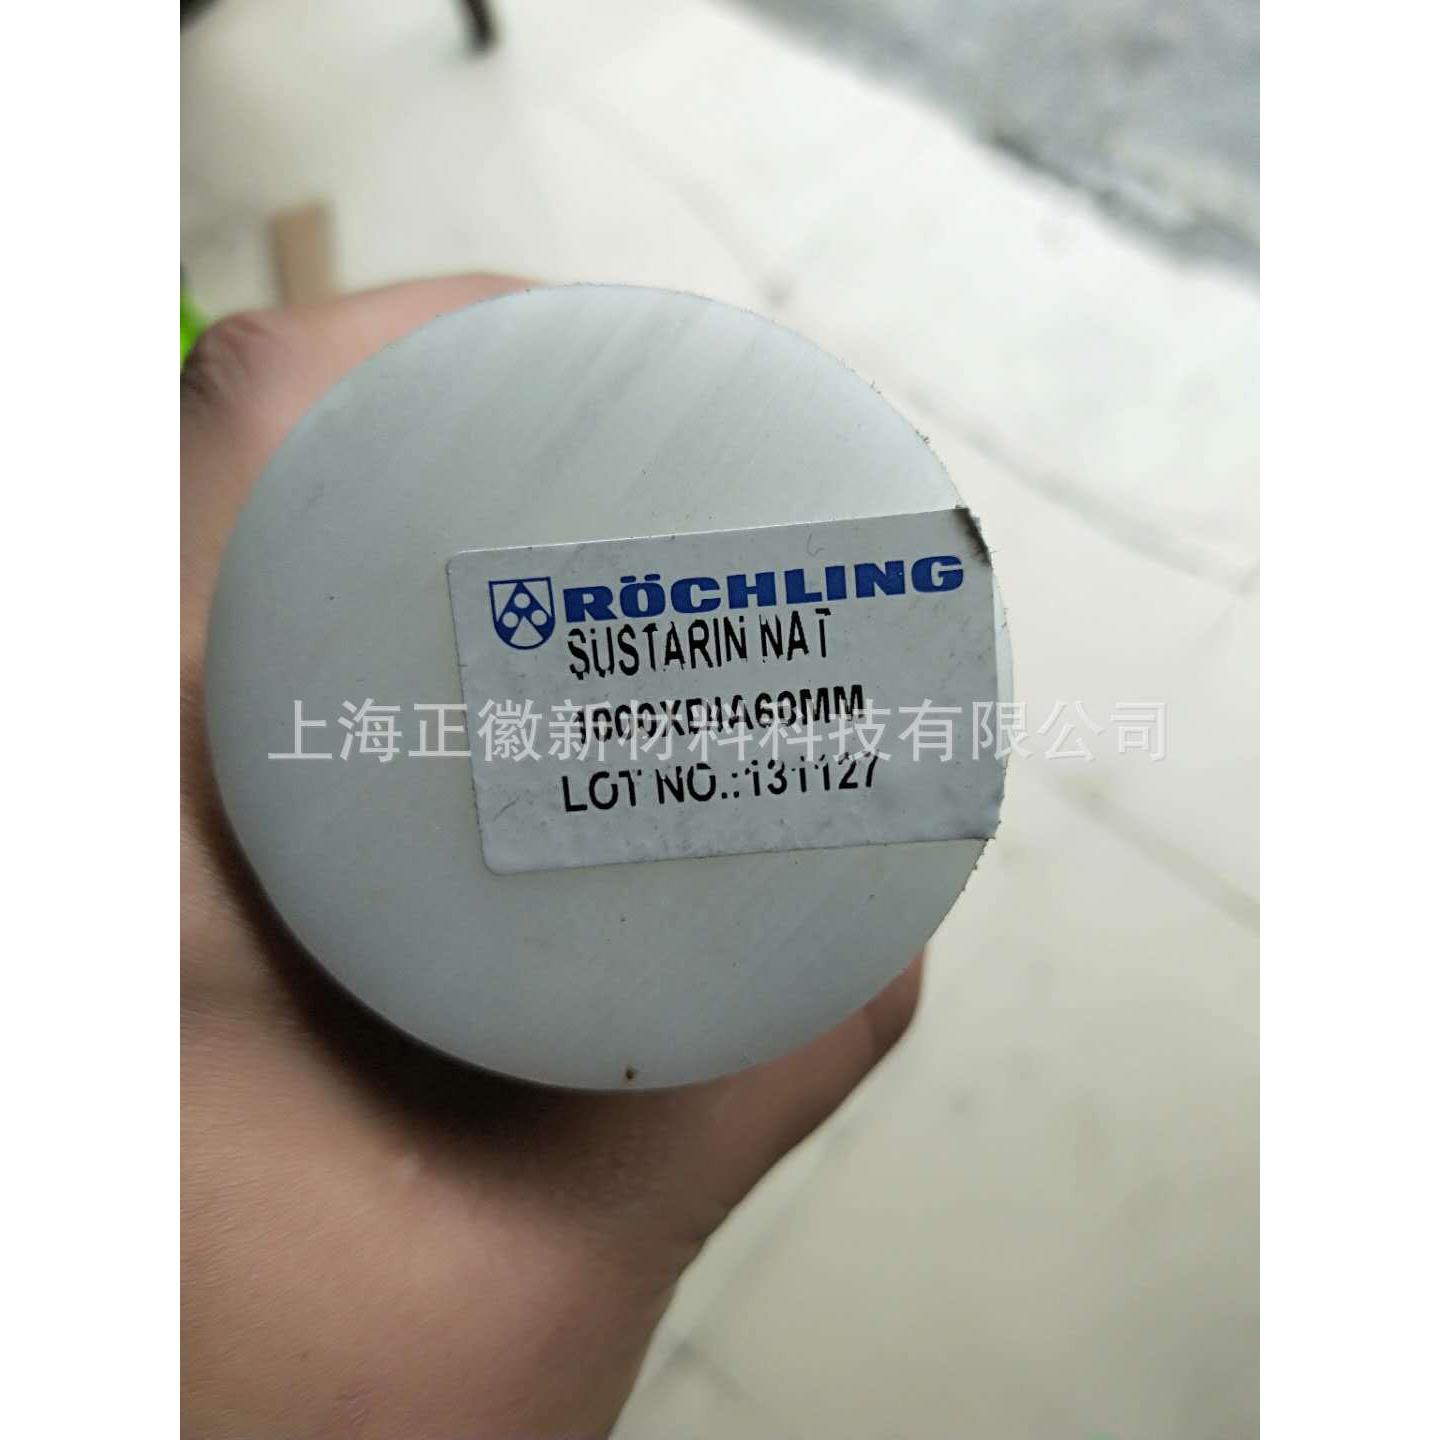 RÖCHLING
SUSTARIN NAT
1000XDIA60MM
上海正徽新材料科技有限公司
LOT NO.:131127